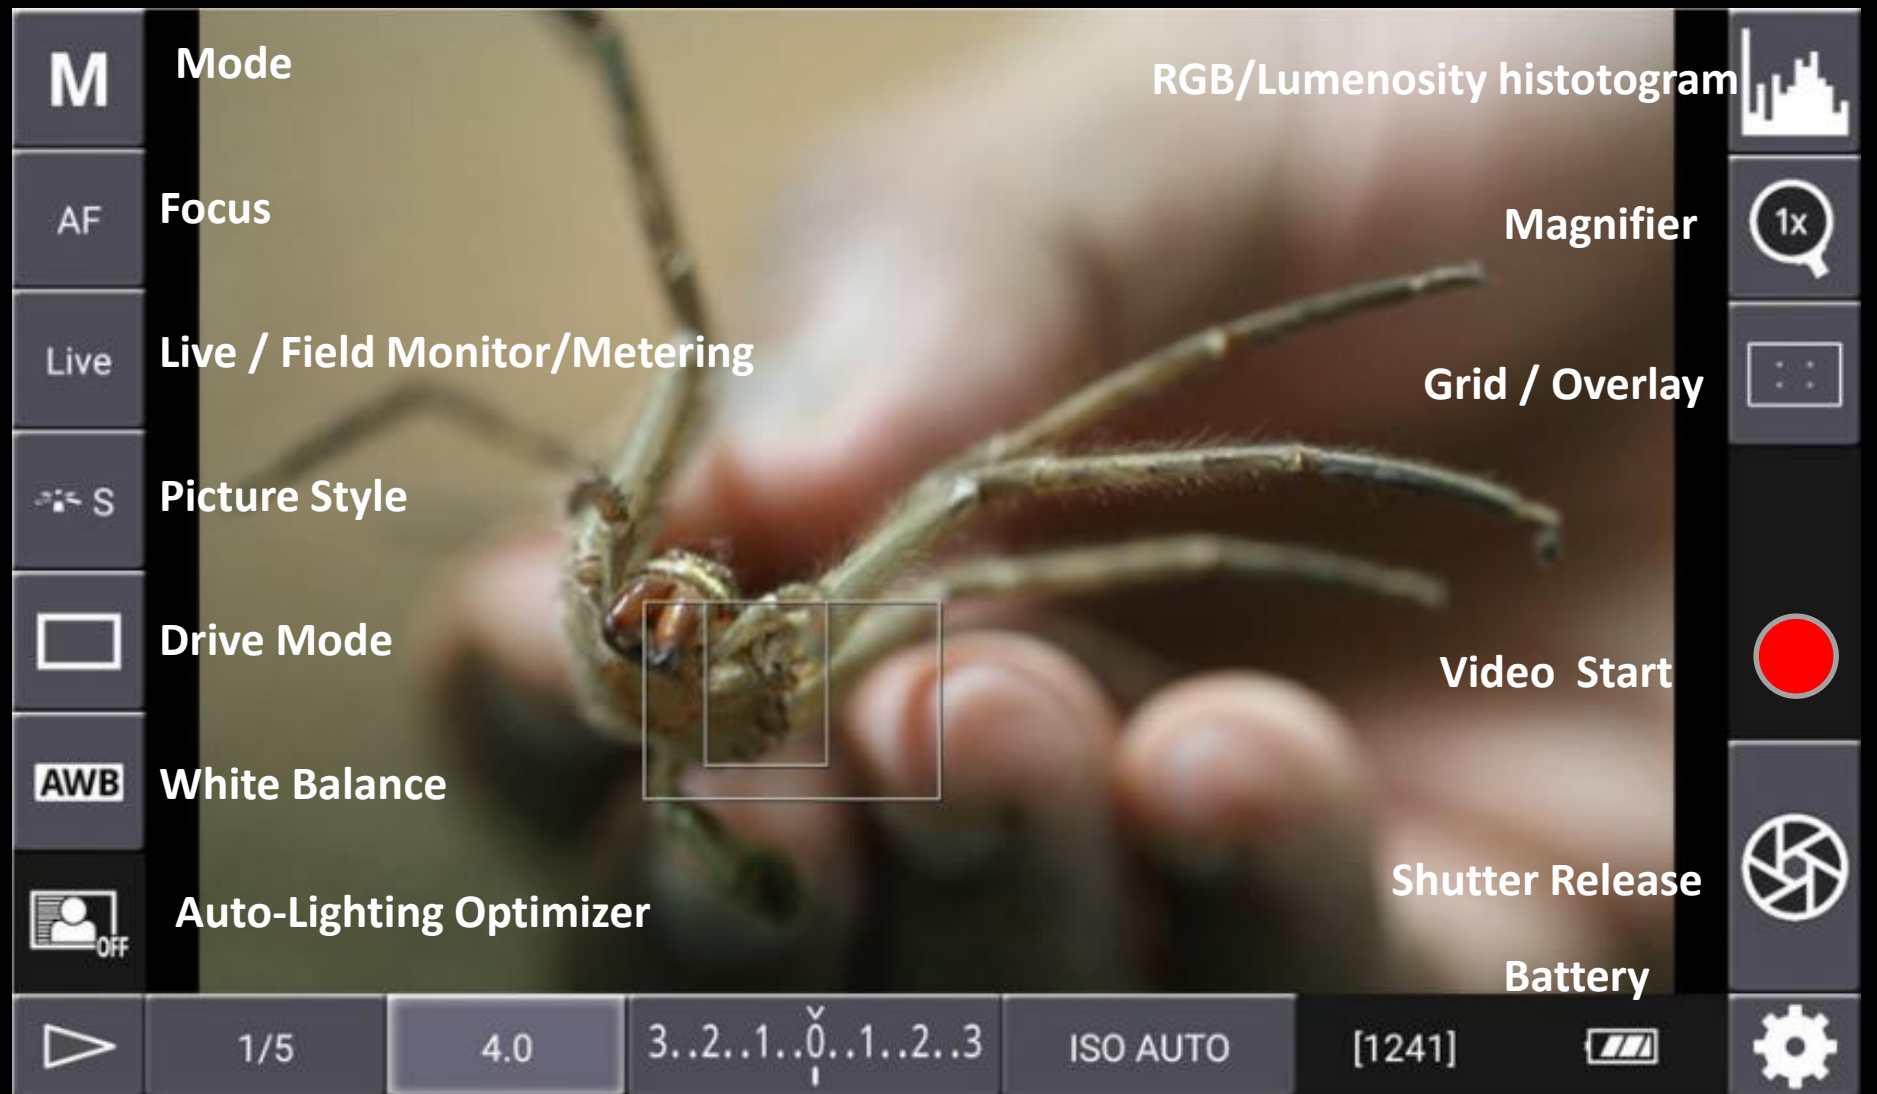 M
Mode
RGB/Lumenosity histotogram
AF
Focus
Magnifier
1x
Live
Live / Field Monitor/Metering
Grid / Overlay
S
Picture Style
Drive Mode
Video Start
AWB
White Balance
Shutter Release
OFF
Auto-Lighting Optimizer
Battery
1/5
4.0
3..2..1..0..1..2..3
ISO AUTO
[1241]